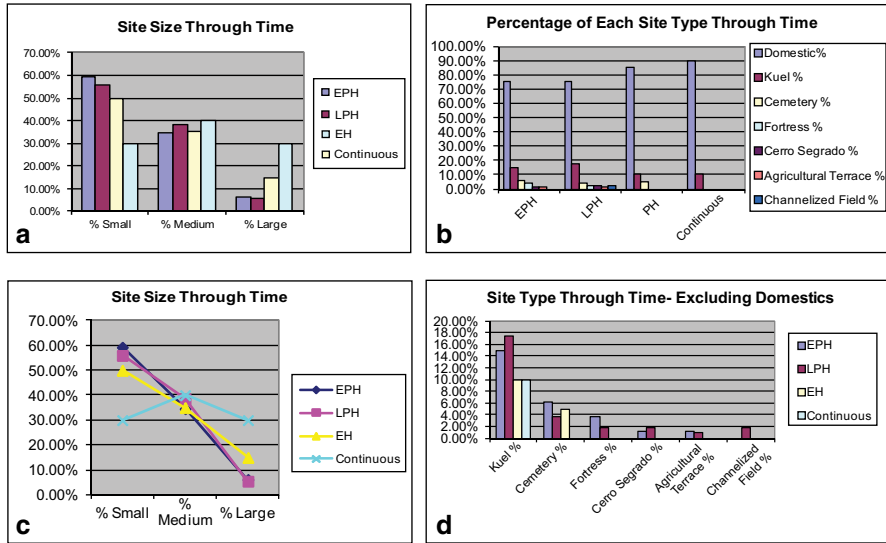 Site Size Through Time
70.00%
60.00%
50.00%
40.00%
30.00%
20.00%
10.00%
0.00%
% Small
% Medium
% Large
EPH
LPH
EH
Continuous
a
Percentage of Each Site Type Through Time
100.00%
90.00%
80.00%
70.00%
60.00%
50.00%
40.00%
30.00%
20.00%
10.00%
0.00%
EPH
LPH
PH
Continuous
Domestic%
Kuel %
Cemetery %
Fortress %
Cerro Segrado %
Agricultural Terrace %
Channelized Field %
b
Site Size Through Time
70.00%
60.00%
50.00%
40.00%
30.00%
20.00%
10.00%
0.00%
% Small
%
Medium
% Large
EPH
LPH
EH
Continuous
c
Site Type Through Time- Excluding Domestics
20.00%
18.00%
16.00%
14.00%
12.00%
10.00%
8.00%
6.00%
4.00%
2.00%
0.00%
Kuel %
Cemetery %
Fortress %
Cerro Segrado %
Agricultural
Terrace %
Channelized
Field %
EPH
LPH
EH
Continuous
d